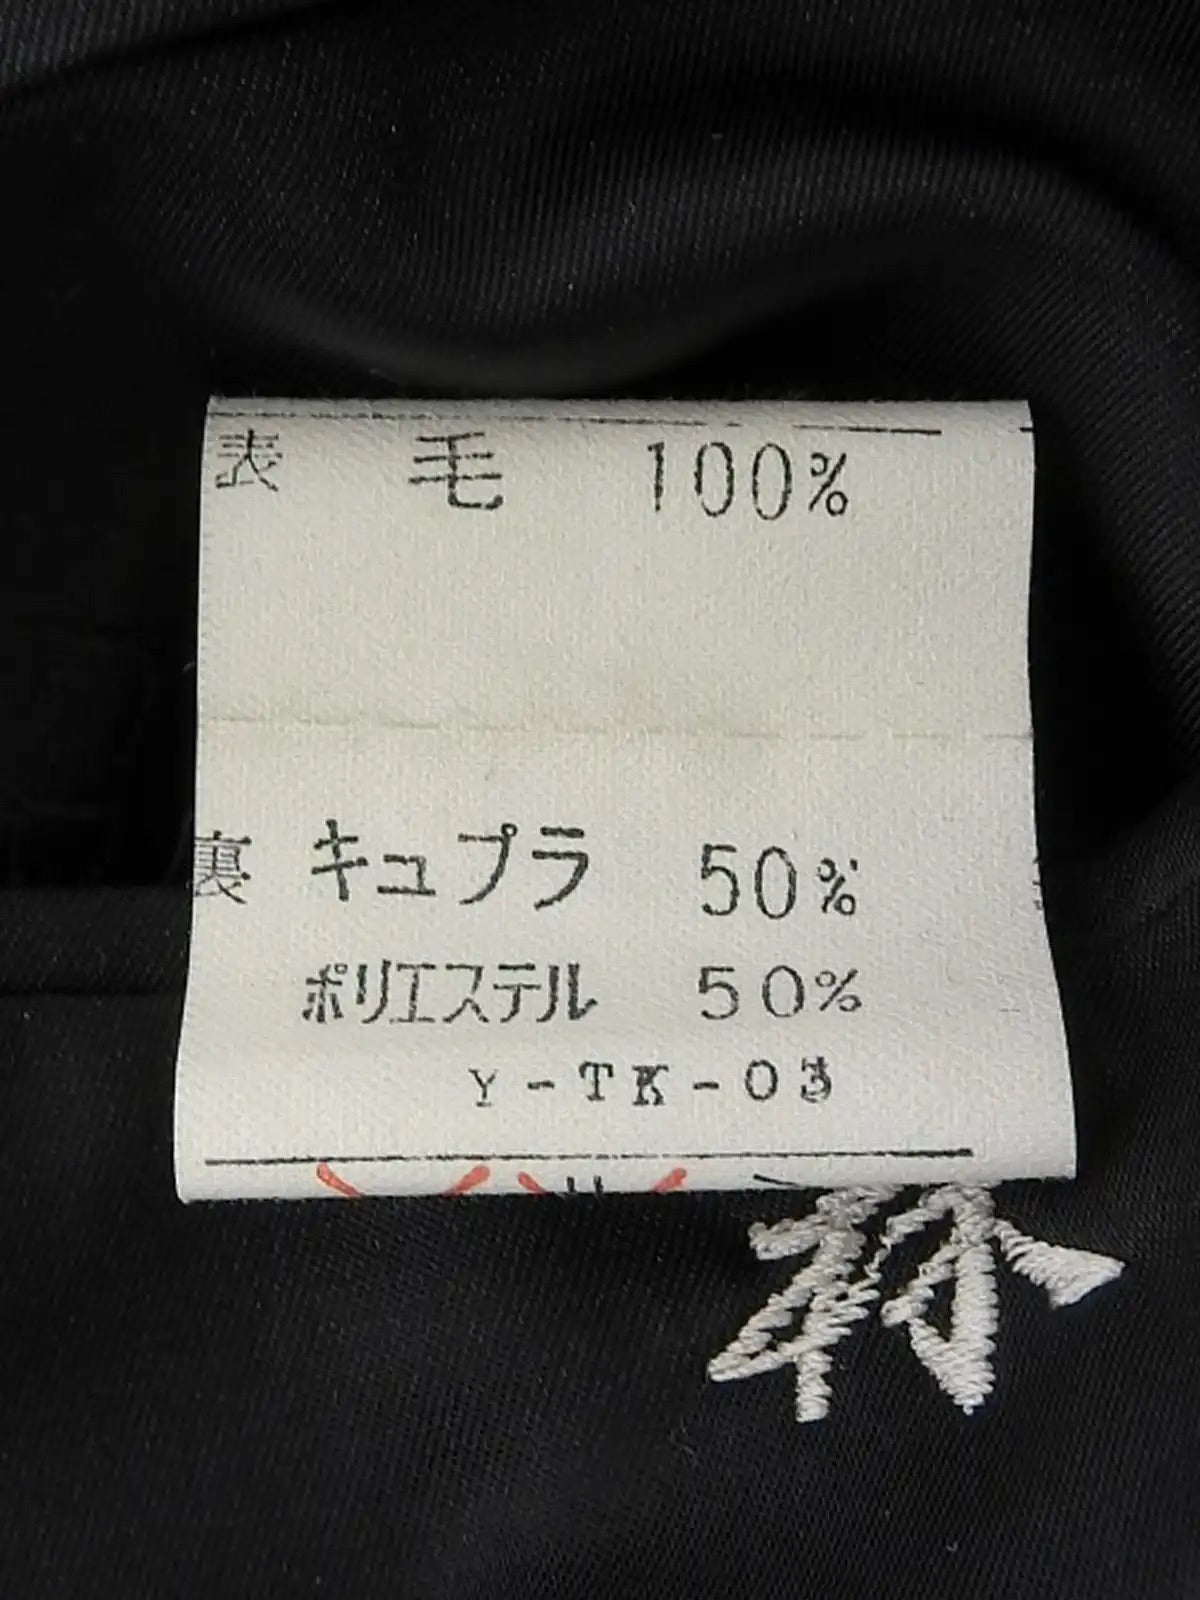 表 毛 100%
裏 キュプラ 50%
ポリエステル 50%
Y-TK-03